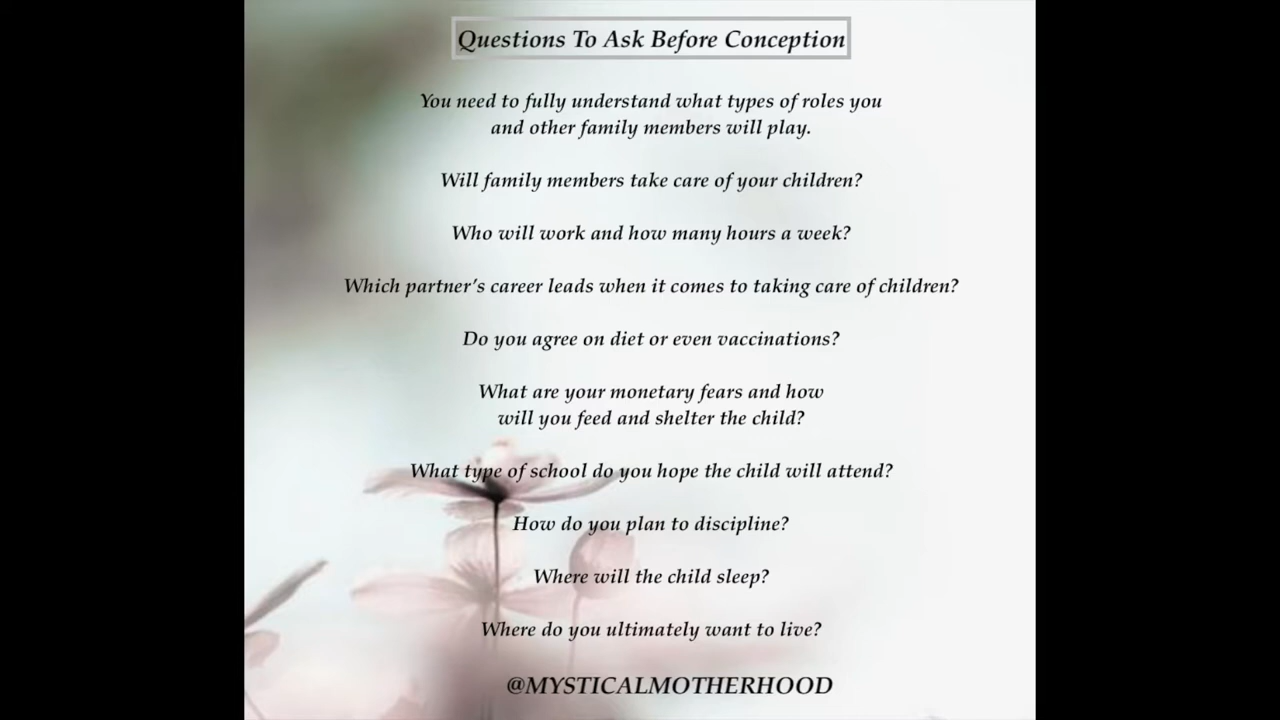 Questions To Ask Before Conception
You need to fully understand what types of roles you
and other family members will play.
Will family members take care of your children?
Who will work and how many hours a week?
Which partner's career leads when it comes to taking care of children?
Do you agree on diet or even vaccinations?
What are your monetary fears and how
will you feed and shelter the child?
What type of school do you hope the child will attend?
How do you plan to discipline?
Where will the child sleep?
Where do you ultimately want to live?
@MYSTICALMOTHERHOOD